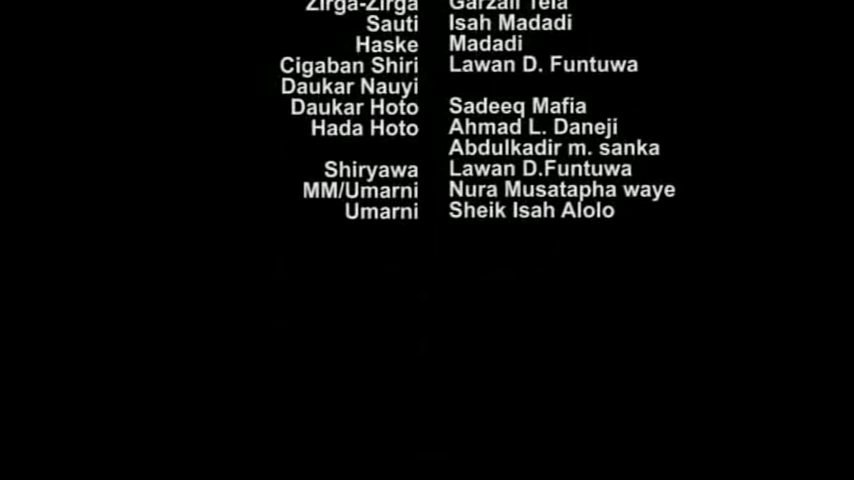 Zirga-Zirga Garzali Tela
Sauti Isah Madadi
Haske Madadi
Cigaban Shiri Lawan D. Funtuwa
Daukar Nauyi
Daukar Hoto Sadeeq Mafia
Hada Hoto Ahmad L. Daneji
Abdulkadir m. sanka
Shiryawa Lawan D.Funtuwa
MM/Umarni Nura Musatapha waye
Umarni Sheik Isah Alolo